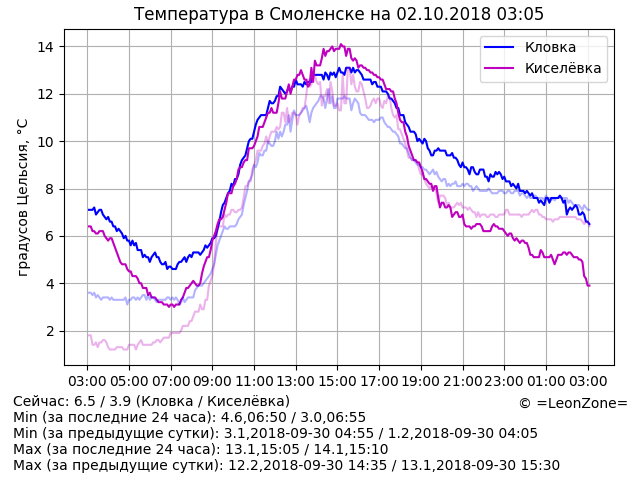 Температура в Смоленске на 02.10.2018 03:05
градусов Цельсия, °C
14
12
10
8
6
4
2
Кловка
Киселёвка
03:00 05:00 07:00 09:00 11:00 13:00 15:00 17:00 19:00 21:00 23:00 01:00 03:00
Сейчас: 6.5 / 3.9 (Кловка / Киселёвка)
© =LeonZone=
Min (за последние 24 часа): 4.6,06:50 / 3.0,06:55
Min (за предыдущие сутки): 3.1,2018-09-30 04:55 / 1.2,2018-09-30 04:05
Max (за последние 24 часа): 13.1,15:05 / 14.1,15:10
Max (за предыдущие сутки): 12.2,2018-09-30 14:35 / 13.1,2018-09-30 15:30